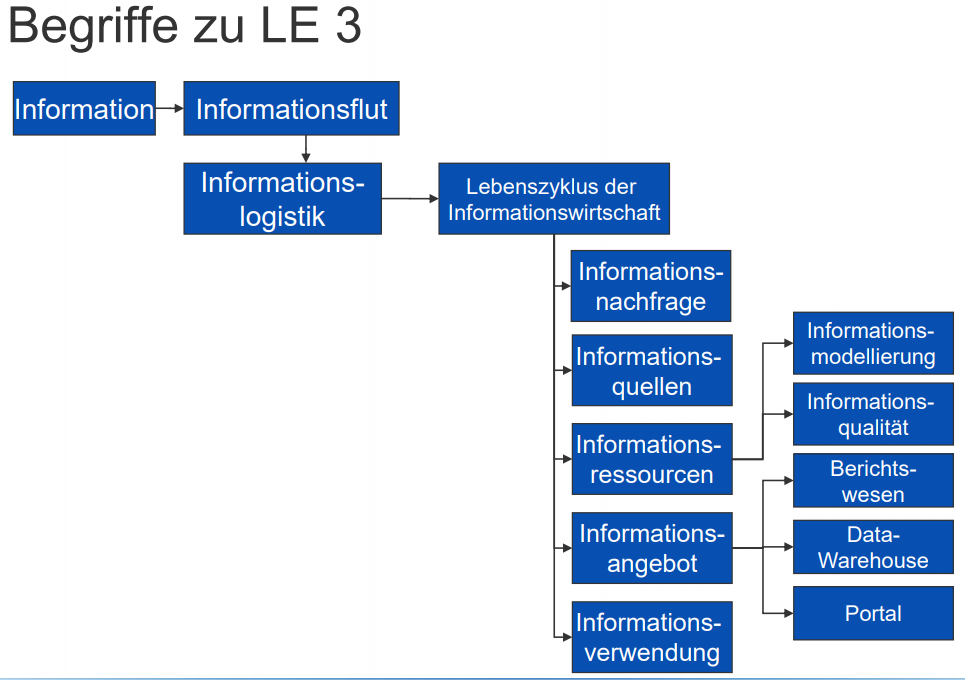 Begriffe zu LE 3
Information
Informationsflut
Informations-
logistik
Lebenszyklus der
Informationswirtschaft
Informations-
nachfrage
Informations-
quellen
Informations-
ressourcen
Informations-
angebot
Informations-
verwendung
Informations-
modellierung
Informations-
qualität
Berichts-
wesen
Data-
Warehouse
Portal